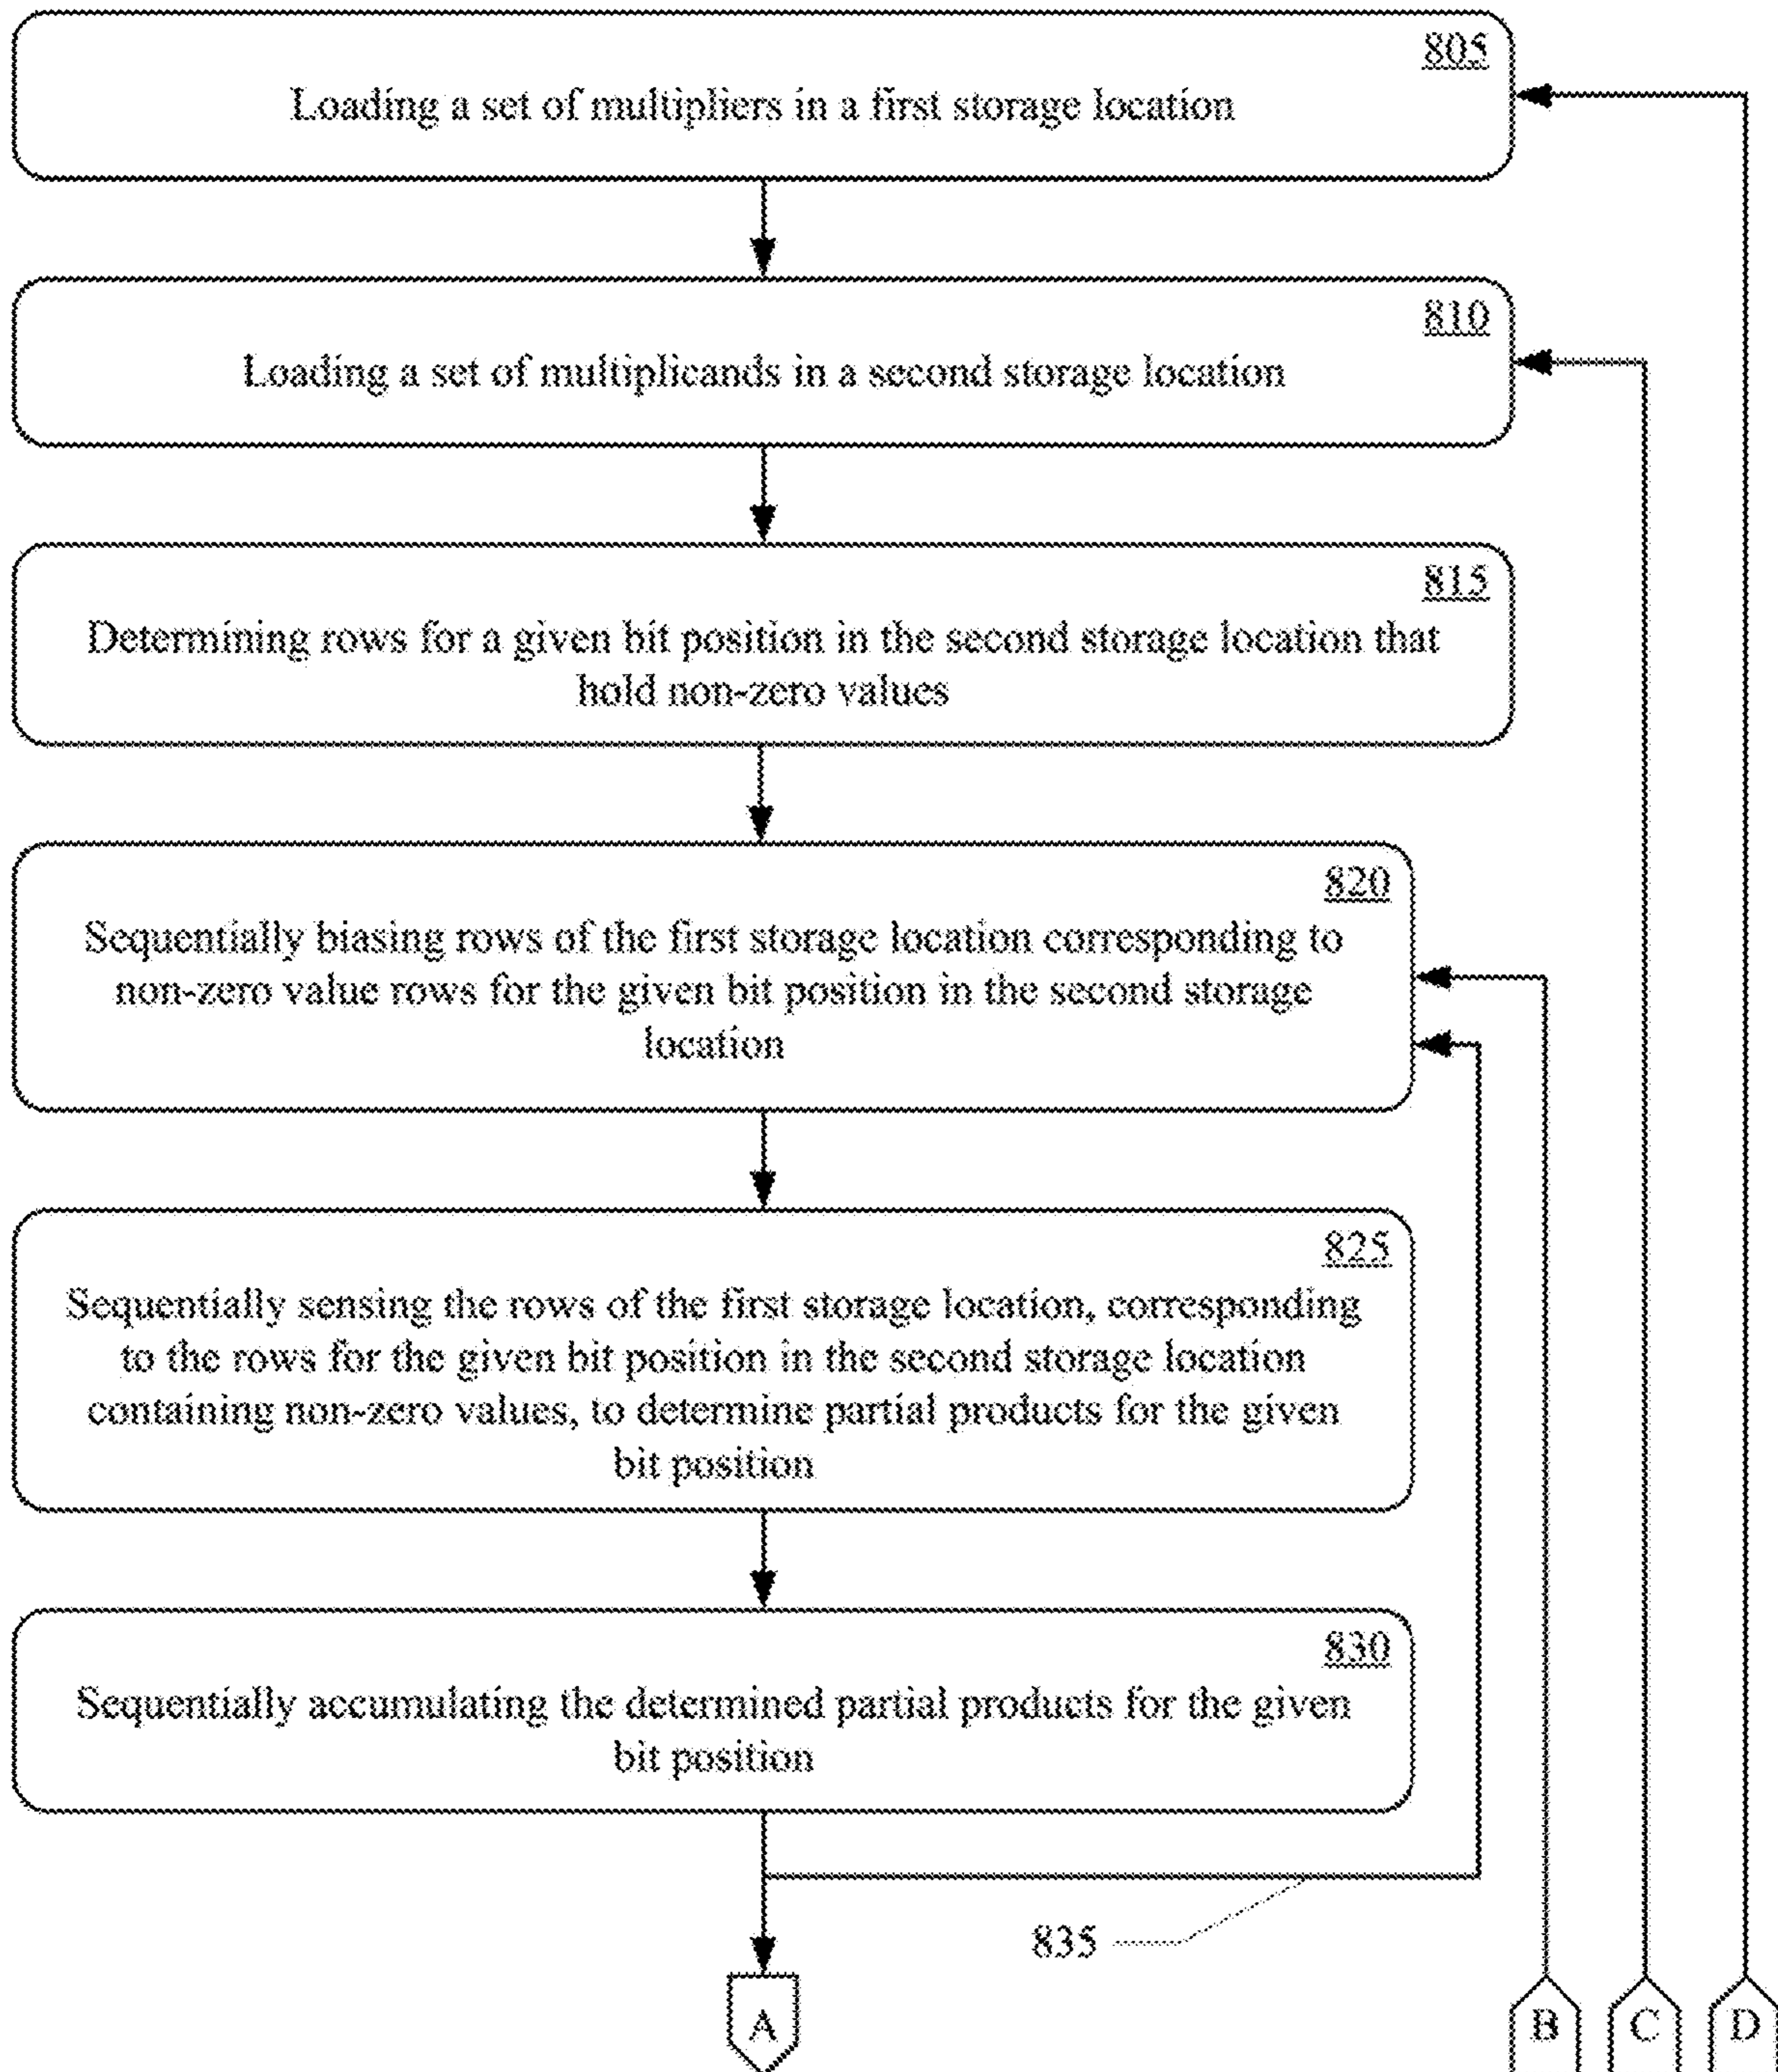 805
Loading a set of multipliers in a first storage location
810
Loading a set of multiplicands in a second storage location
815
Determining rows for a given bit position in the second storage location that
hold non-zero values
820
Sequentially biasing rows of the first storage location corresponding to
non-zero value rows for the given bit position in the second storage
location
825
Sequentially sensing the rows of the first storage location, corresponding
to the rows for the given bit position in the second storage location
containing non-zero values, to determine partial products for the given
bit position
830
Sequentially accumulating the determined partial products for the given
bit position
835
A
B
C
D